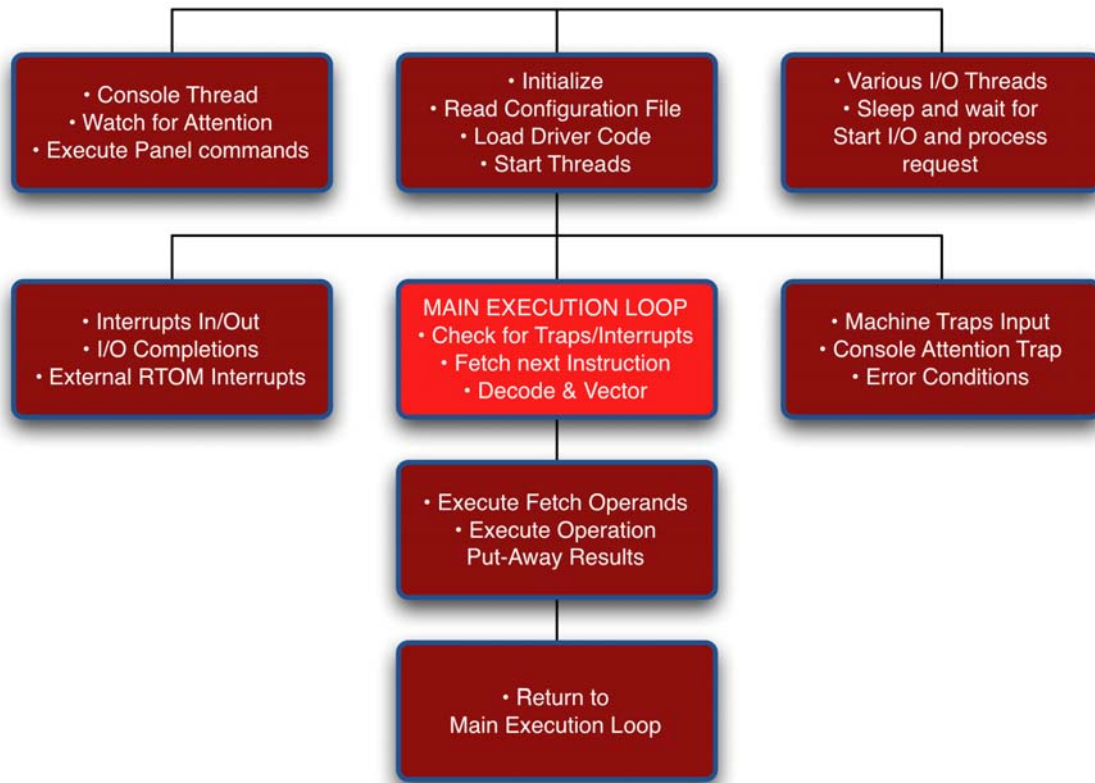 • Console Thread
• Watch for Attention
• Execute Panel commands
• Initialize
• Read Configuration File
• Load Driver Code
• Start Threads
• Various I/O Threads
• Sleep and wait for
Start I/O and process
request
• Interrupts In/Out
• I/O Completions
• External RTOM Interrupts
MAIN EXECUTION LOOP
• Check for Traps/Interrupts
• Fetch next Instruction
• Decode & Vector
• Machine Traps Input
• Console Attention Trap
• Error Conditions
• Execute Fetch Operands
• Execute Operation
Put-Away Results
• Return to
Main Execution Loop